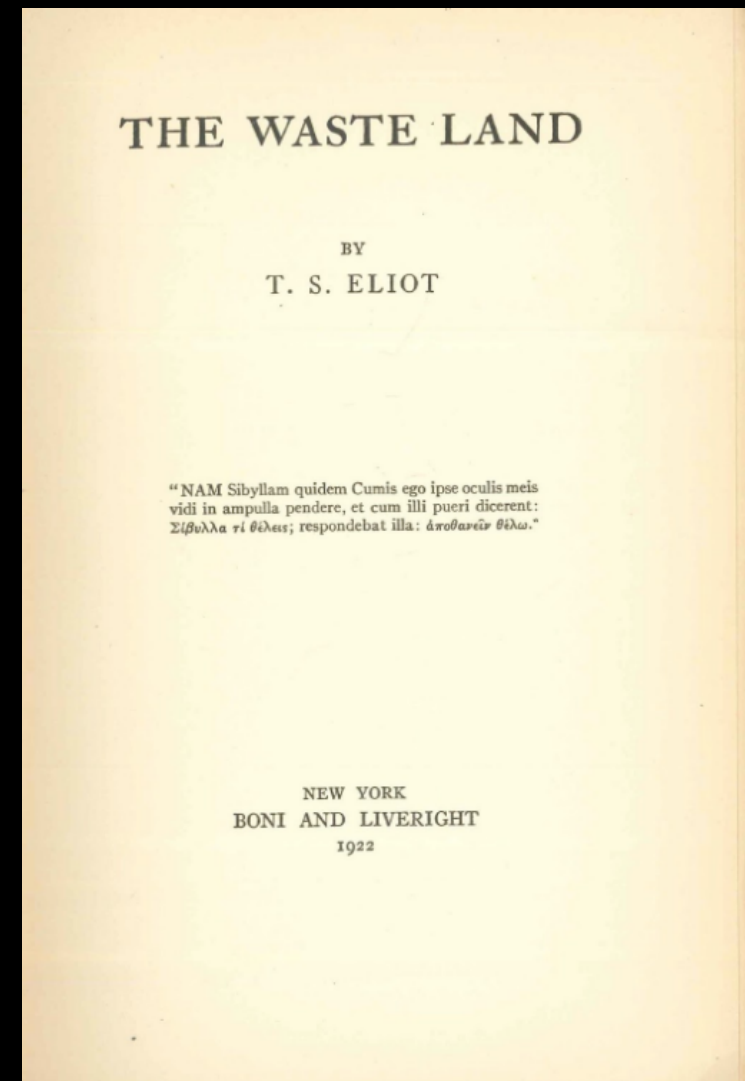 THE WASTE LAND
BY
T. S. ELIOT
“NAM Sibyllam quidem Cumis ego ipse oculis meis
vidi in ampulla pendere, et cum illi pueri dicerent:
Σίβυλλα τί θέλεις; respondebat illa: ἀποθανεῖν θέλω.”
NEW YORK
BONI AND LIVERIGHT
1922